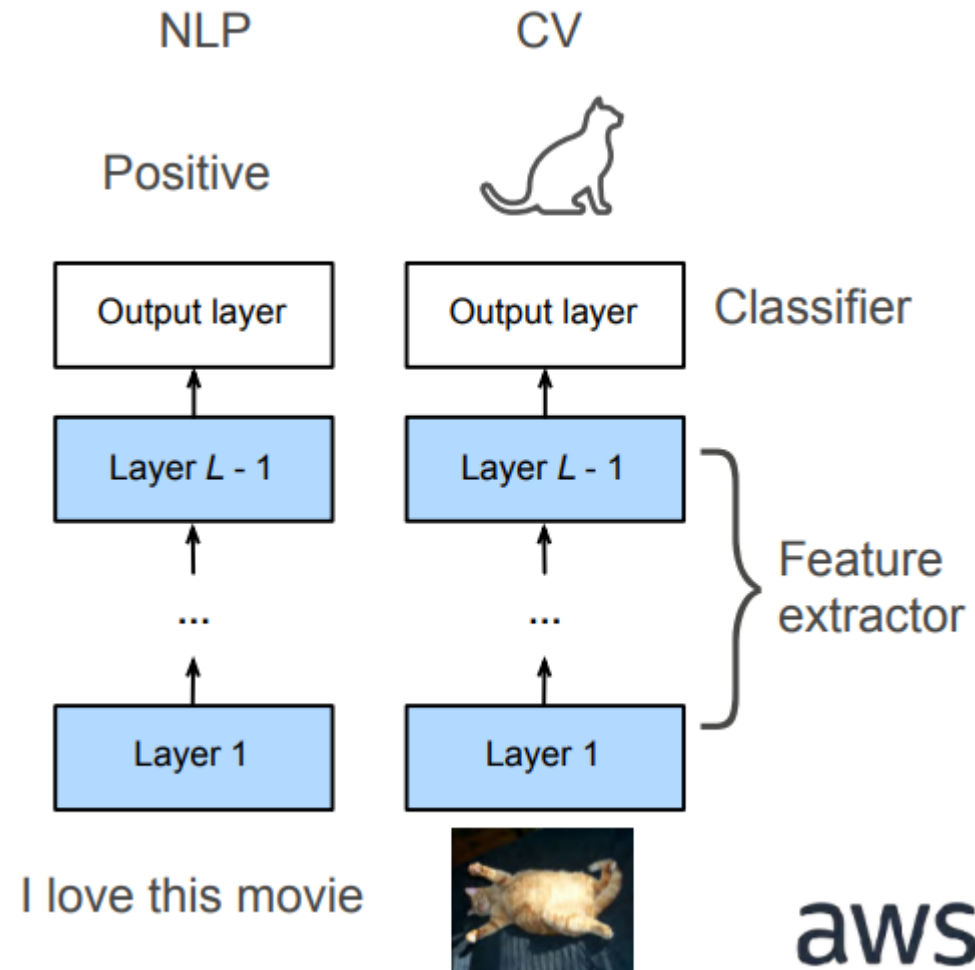 NLP CV
Positive
Output layer Output layer Classifier
Layer L - 1 Layer L - 1
Feature
extractor
... ...
Layer 1 Layer 1
I love this movie
aws